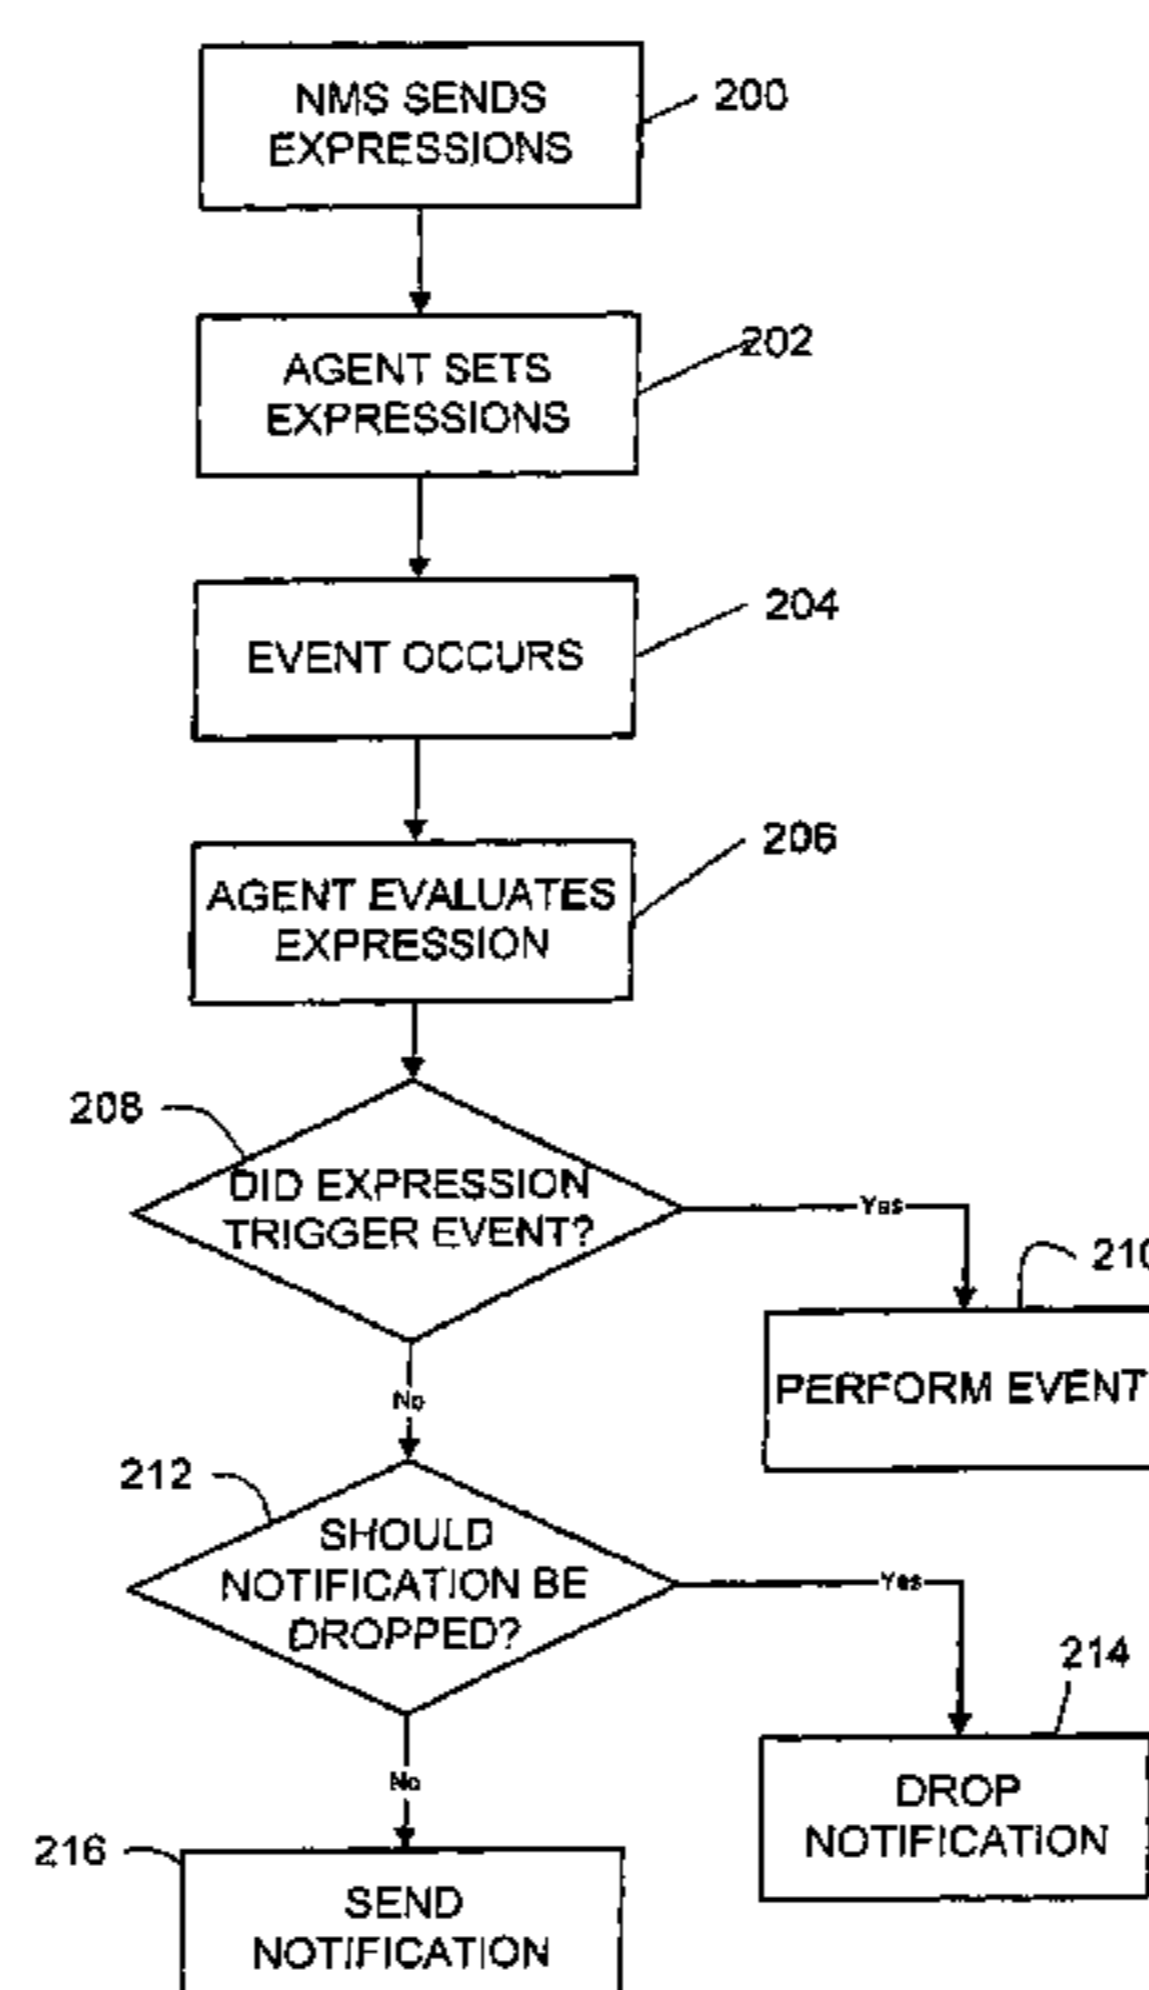 NMS SENDS
EXPRESSIONS
200
AGENT SETS
EXPRESSIONS
202
EVENT OCCURS
204
AGENT EVALUATES
EXPRESSION
206
208
DID EXPRESSION
TRIGGER EVENT?
Yes
210
PERFORM EVENT
No
212
SHOULD
NOTIFICATION BE
DROPPED?
Yes
214
DROP
NOTIFICATION
No
216
SEND
NOTIFICATION